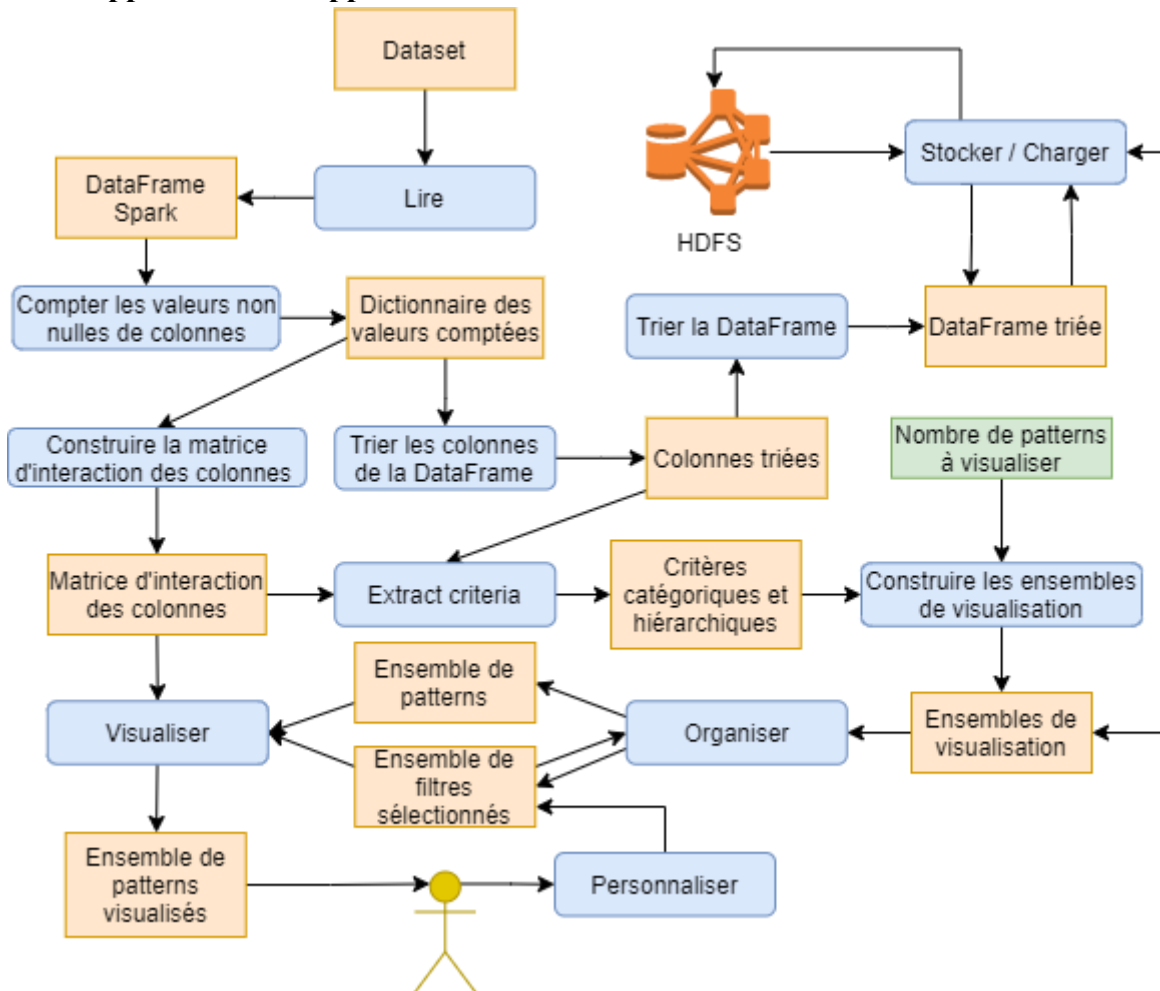 Dataset
Stocker / Charger
DataFrame
Spark
Lire
HDFS
Compter les valeurs non
nulles de colonnes
Dictionnaire des
valeurs comptées
Trier la DataFrame
DataFrame triée
Construire la matrice
d'interaction des colonnes
Trier les colonnes
de la DataFrame
Colonnes triées
Nombre de patterns
à visualiser
Matrice d'interaction
des colonnes
Extract criteria
Critères
catégoriques et
hiérarchiques
Construire les ensembles
de visualisation
Ensemble de
patterns
Visualiser
Organiser
Ensembles de
visualisation
Ensemble de
filtres
sélectionnés
Ensemble de
patterns
visualisés
Personnaliser